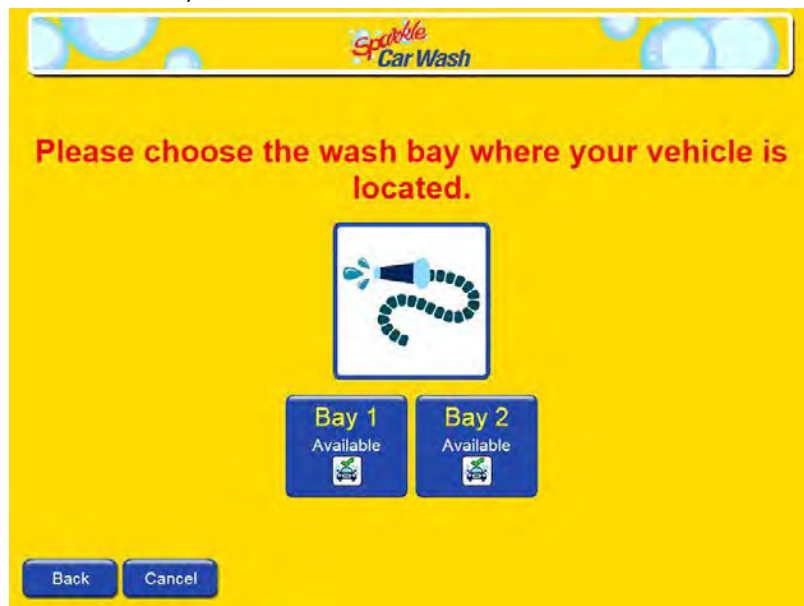 Sparkle
Car Wash
Please choose the wash bay where your vehicle is
located.
Bay 1
Available
Bay 2
Available
Back
Cancel